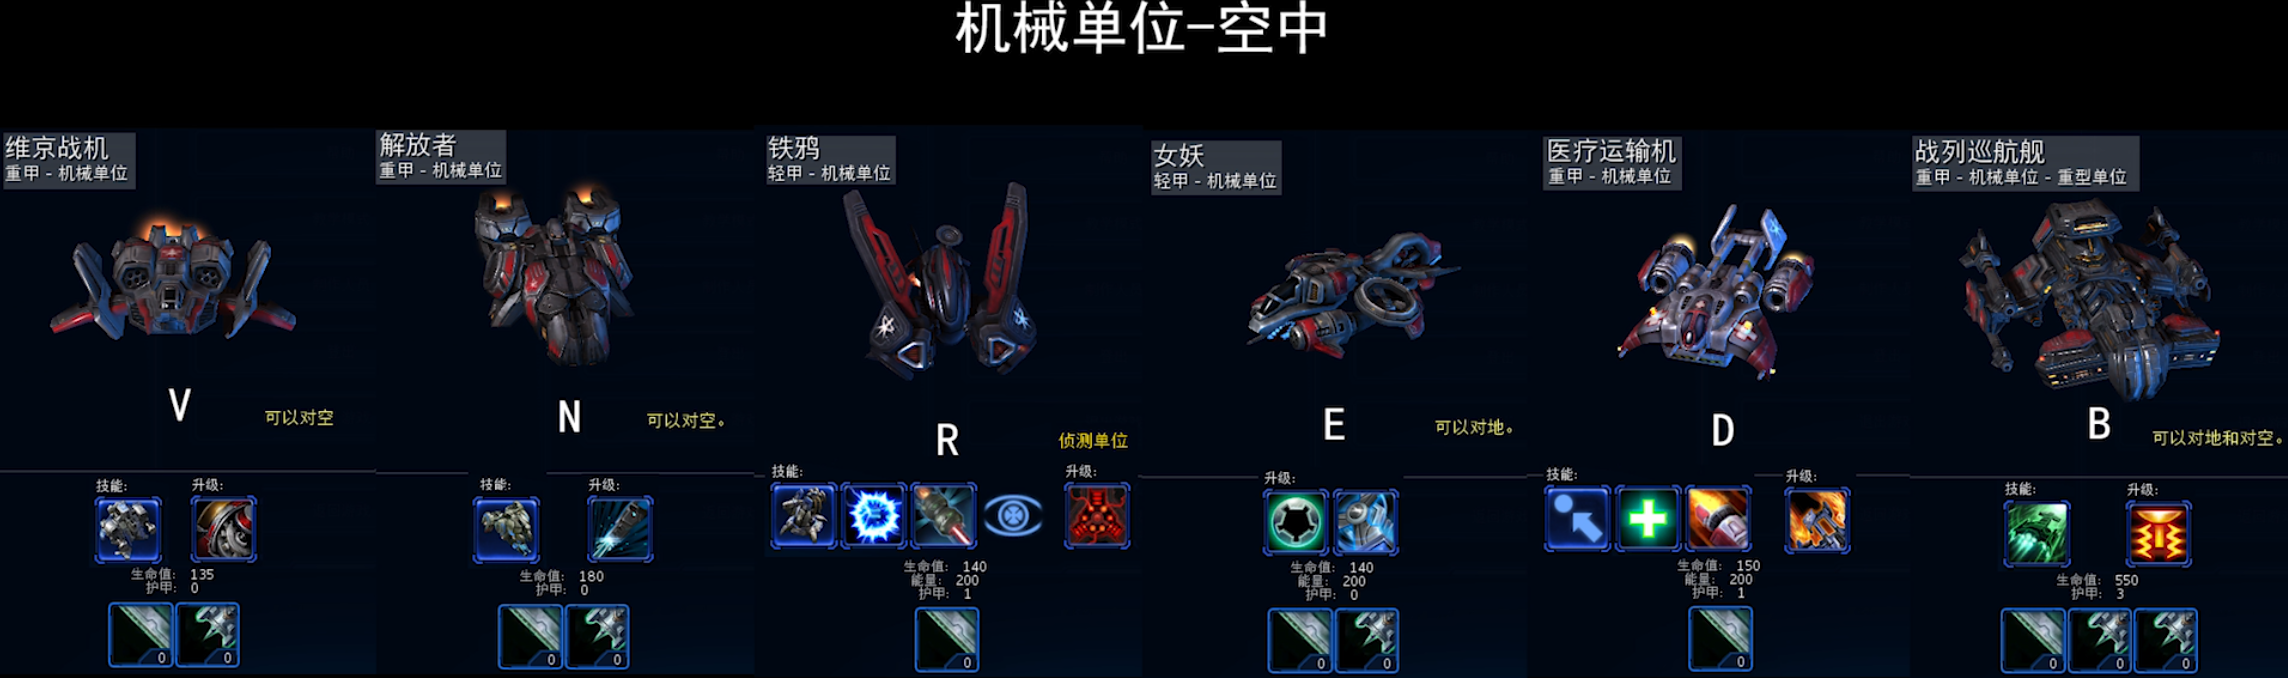 机械单位-空中
维京战机
重甲 - 机械单位
V
可以对空
技能:
升级:
生命值: 135
护甲: 0
0
0
解放者
重甲 - 机械单位
N
可以对空。
技能:
升级:
生命值: 180
护甲: 0
0
0
铁鸦
轻甲 - 机械单位
R
侦测单位
技能:
升级:
生命值: 140
能量: 200
护甲: 1
0
女妖
轻甲 - 机械单位
E
可以对地。
升级:
生命值: 140
能量: 200
护甲: 0
0
0
医疗运输机
重甲 - 机械单位
D
技能:
升级:
生命值: 150
能量: 200
护甲: 1
0
战列巡航舰
重甲 - 机械单位 - 重型单位
B
可以对地和对空。
技能:
升级:
生命值: 550
护甲: 3
0
0
0